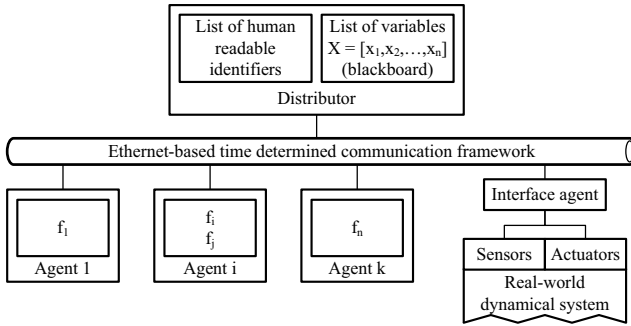 List of human
readable
identifiers
List of variables
X = [x₁,x₂,...,xₙ]
(blackboard)
Distributor
Ethernet-based time determined communication framework
f₁
Agent 1
fᵢ
fⱼ
Agent i
fₙ
Agent k
Interface agent
Sensors
Actuators
Real-world
dynamical system